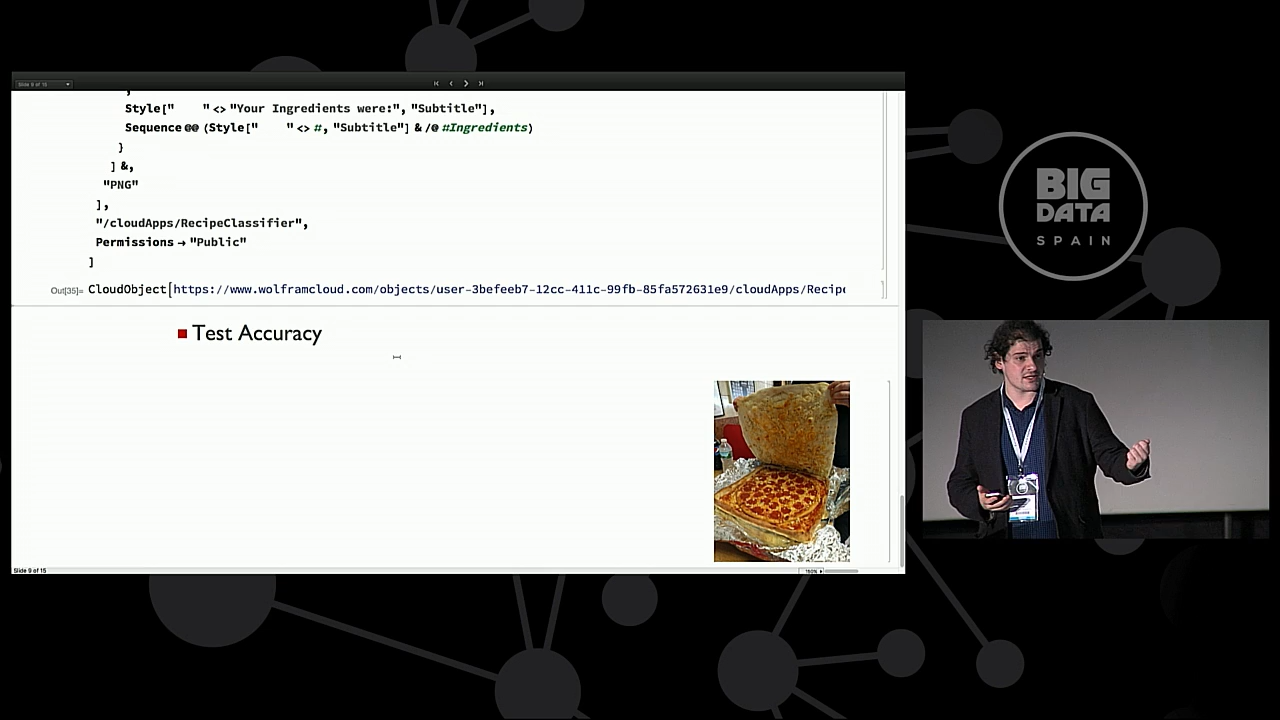 Slide 9 of 15
,
Style["    "<>"Your Ingredients were:", "Subtitle"],
Sequence@@(Style["    "<>#, "Subtitle"]&/@#Ingredients)
}
]&,
"PNG"
],
"/cloudApps/RecipeClassifier",
Permissions→"Public"
]
Out[35]= CloudObject[https://www.wolframcloud.com/objects/user-3befeeb7-12cc-411c-99fb-85fa572631e9/cloudApps/Recipe
Test Accuracy
Slide 9 of 15
150%
BIG
DATA
SPAIN